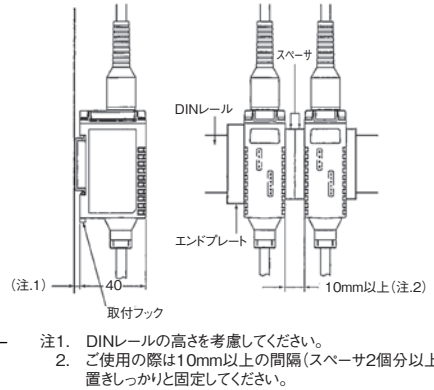 スペーサ
DINレール
エンドプレート
(注.1)
40
10mm以上(注.2)
取付フック
注1. DINレールの高さを考慮してください。
2. ご使用の際は10mm以上の間隔(スペーサ2個分以上
置きしっかりと固定してください。